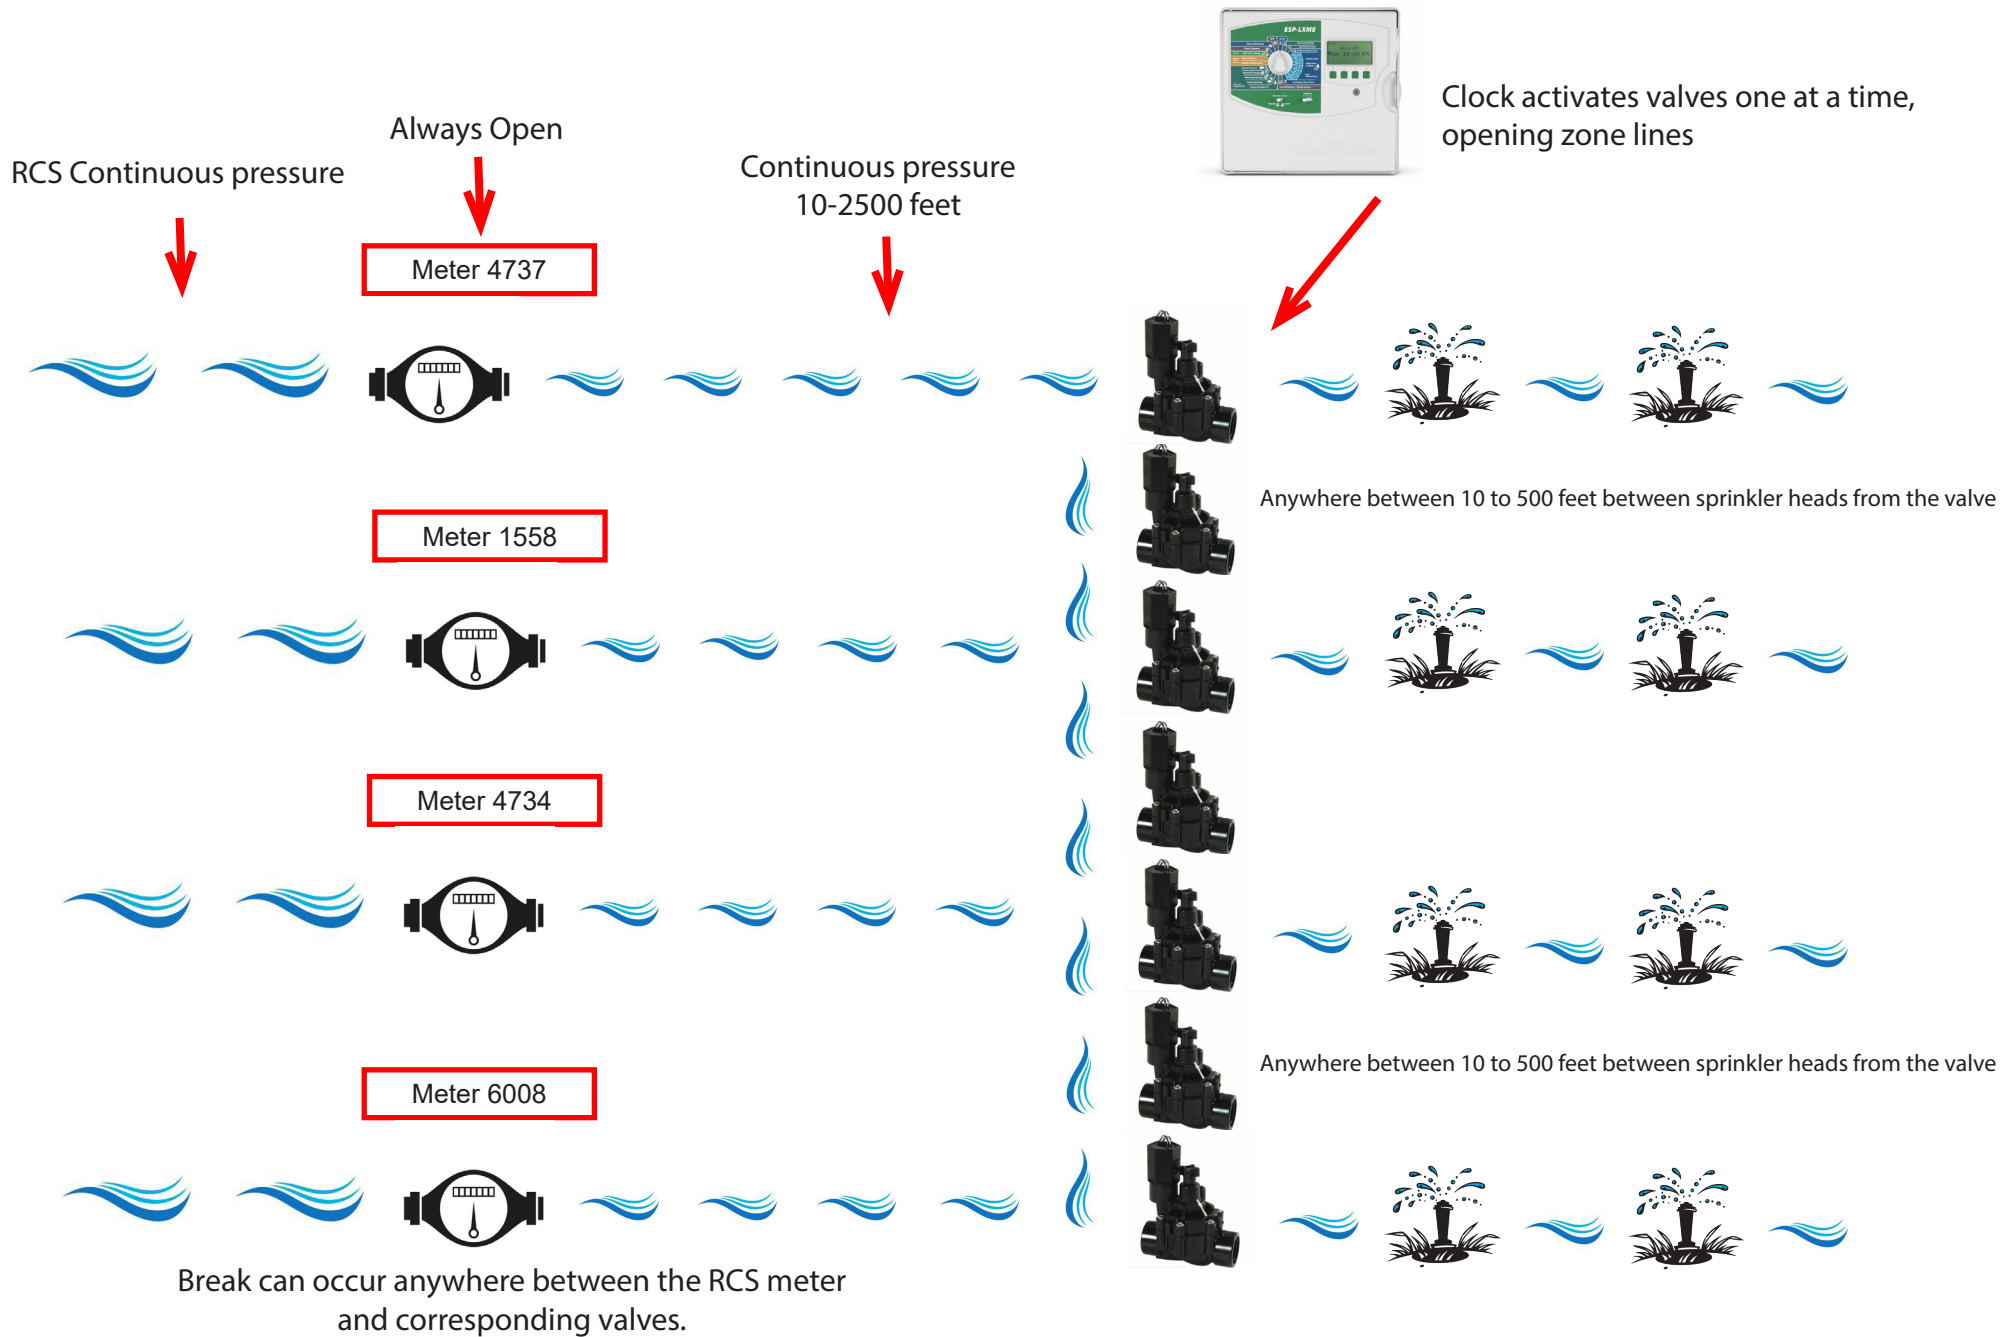 ESP-LXME
Clock activates valves one at a time,
opening zone lines
Always Open
RCS Continuous pressure
Continuous pressure
10-2500 feet
Meter 4737
Anywhere between 10 to 500 feet between sprinkler heads from the valve
Meter 1558
Meter 4734
Anywhere between 10 to 500 feet between sprinkler heads from the valve
Meter 6008
Break can occur anywhere between the RCS meter
and corresponding valves.